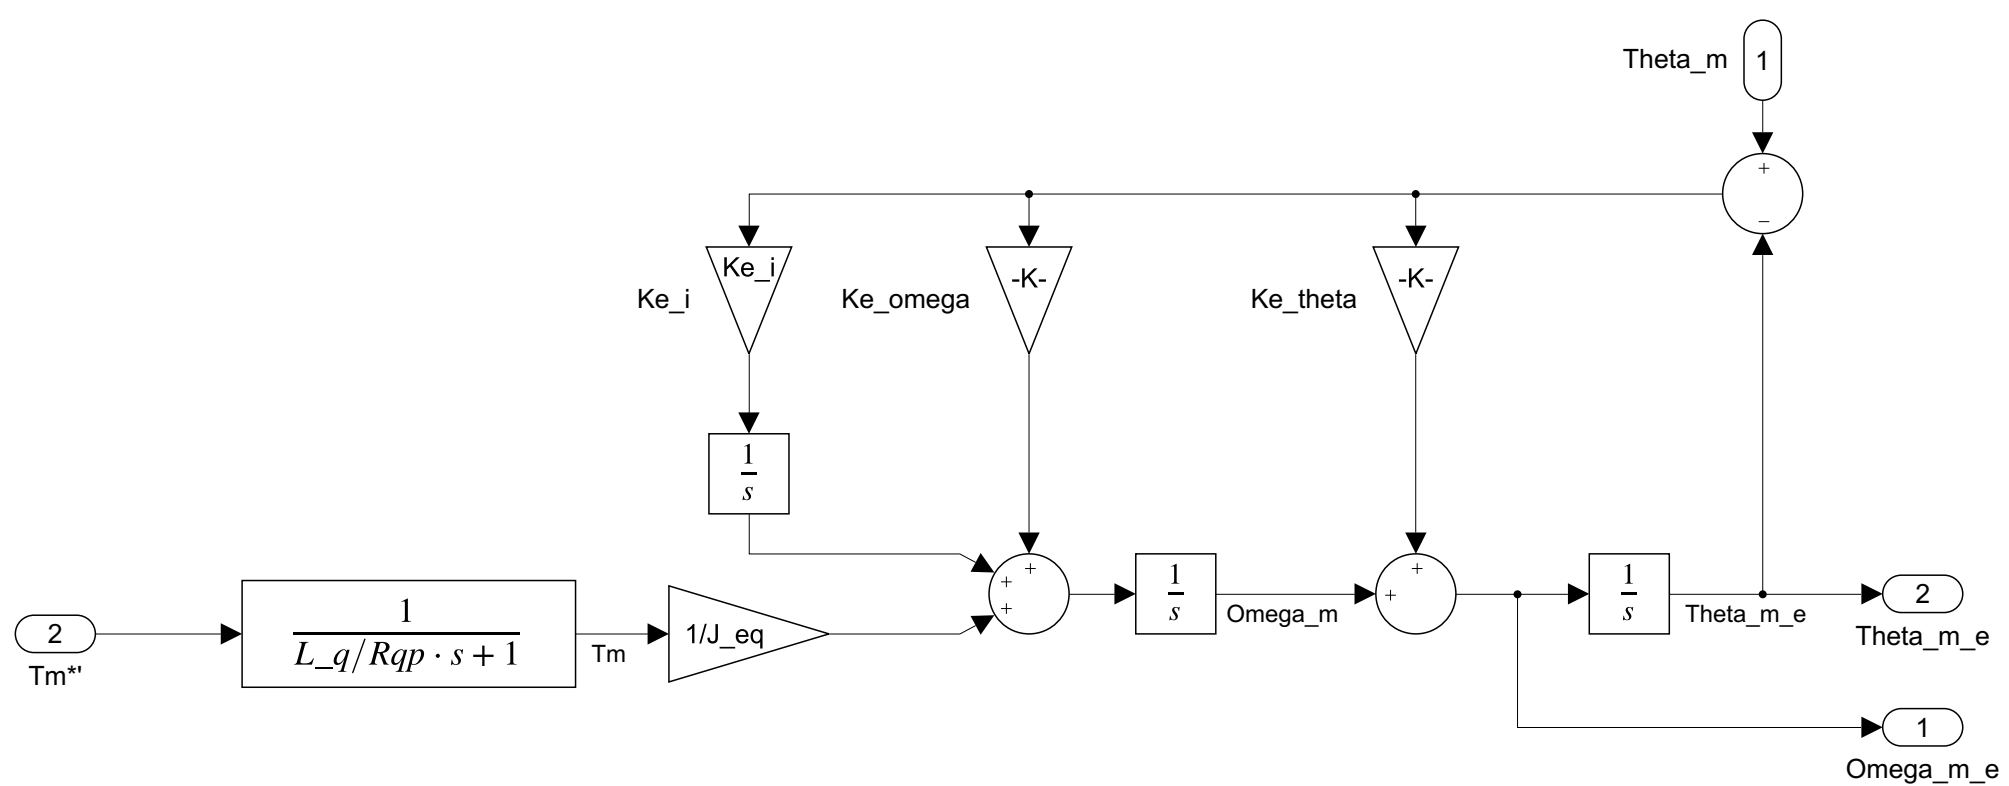 Theta_m
1
+
−
Ke_i
-K-
-K-
Ke_i
Ke_omega
Ke_theta
1
s
+
+
+
1
s
Omega_m
+
+
1
s
Theta_m_e
2
Theta_m_e
2
Tm*'
1
L_q/Rqp · s + 1
Tm
1/J_eq
1
Omega_m_e